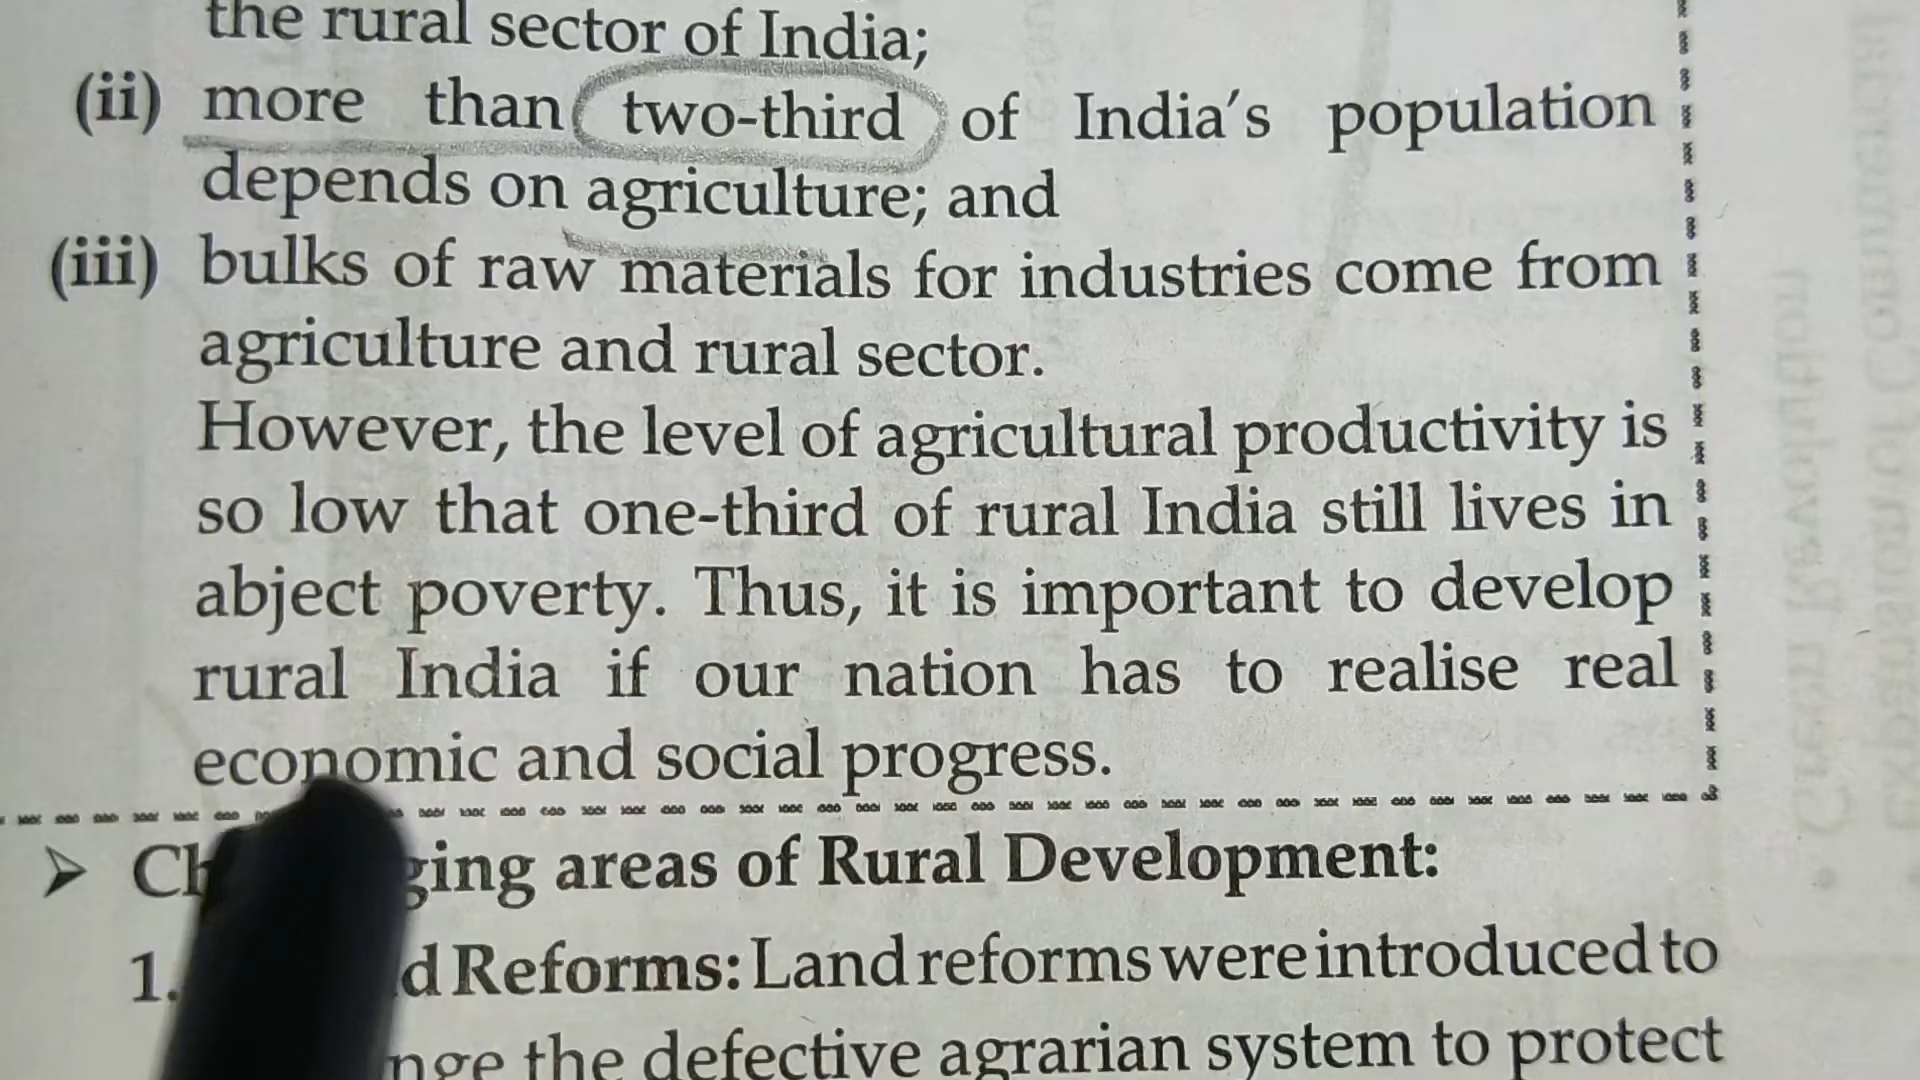 the rural sector of India;
(ii) more than two-third of India's population
depends on agriculture; and
(iii) bulks of raw materials for industries come from
agriculture and rural sector.
However, the level of agricultural productivity is
so low that one-third of rural India still lives in
abject poverty. Thus, it is important to develop
rural India if our nation has to realise real
economic and social progress.
areas of Rural Development:
1. Reforms: Land reforms were introduced to
the defective agrarian system to protect